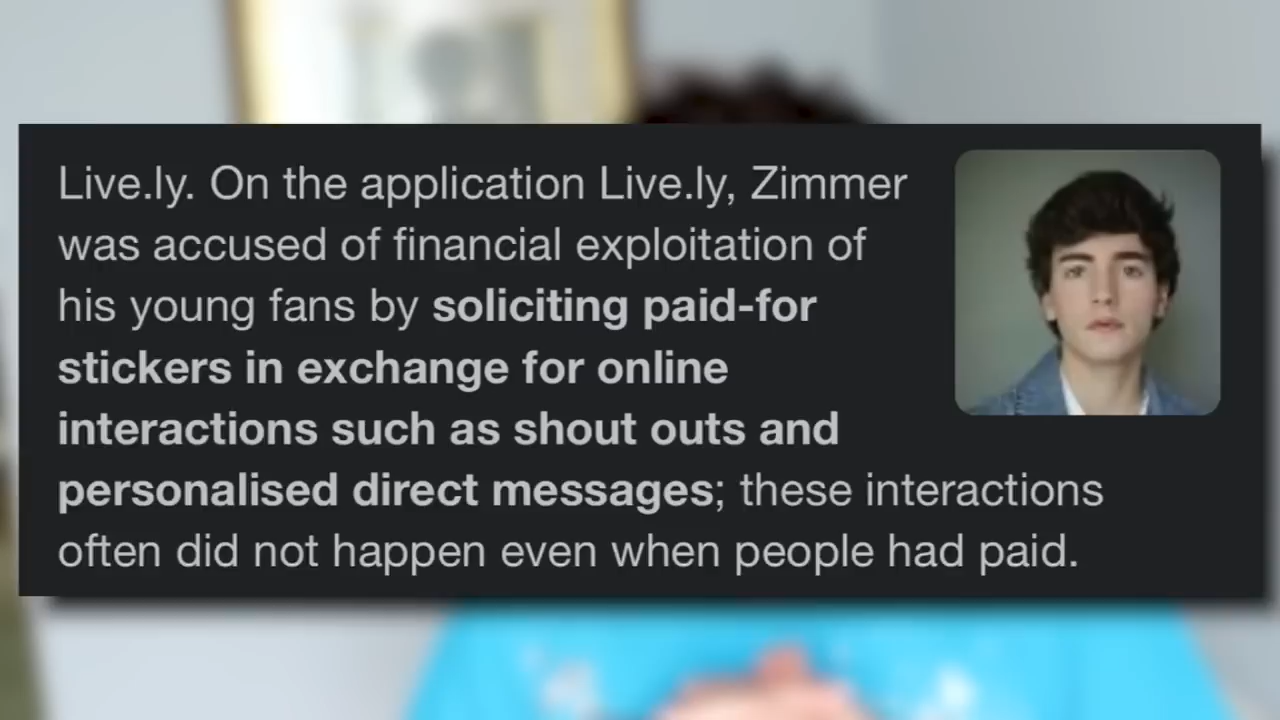 Live.ly. On the application Live.ly, Zimmer
was accused of financial exploitation of
his young fans by soliciting paid-for
stickers in exchange for online
interactions such as shout outs and
personalised direct messages; these interactions
often did not happen even when people had paid.